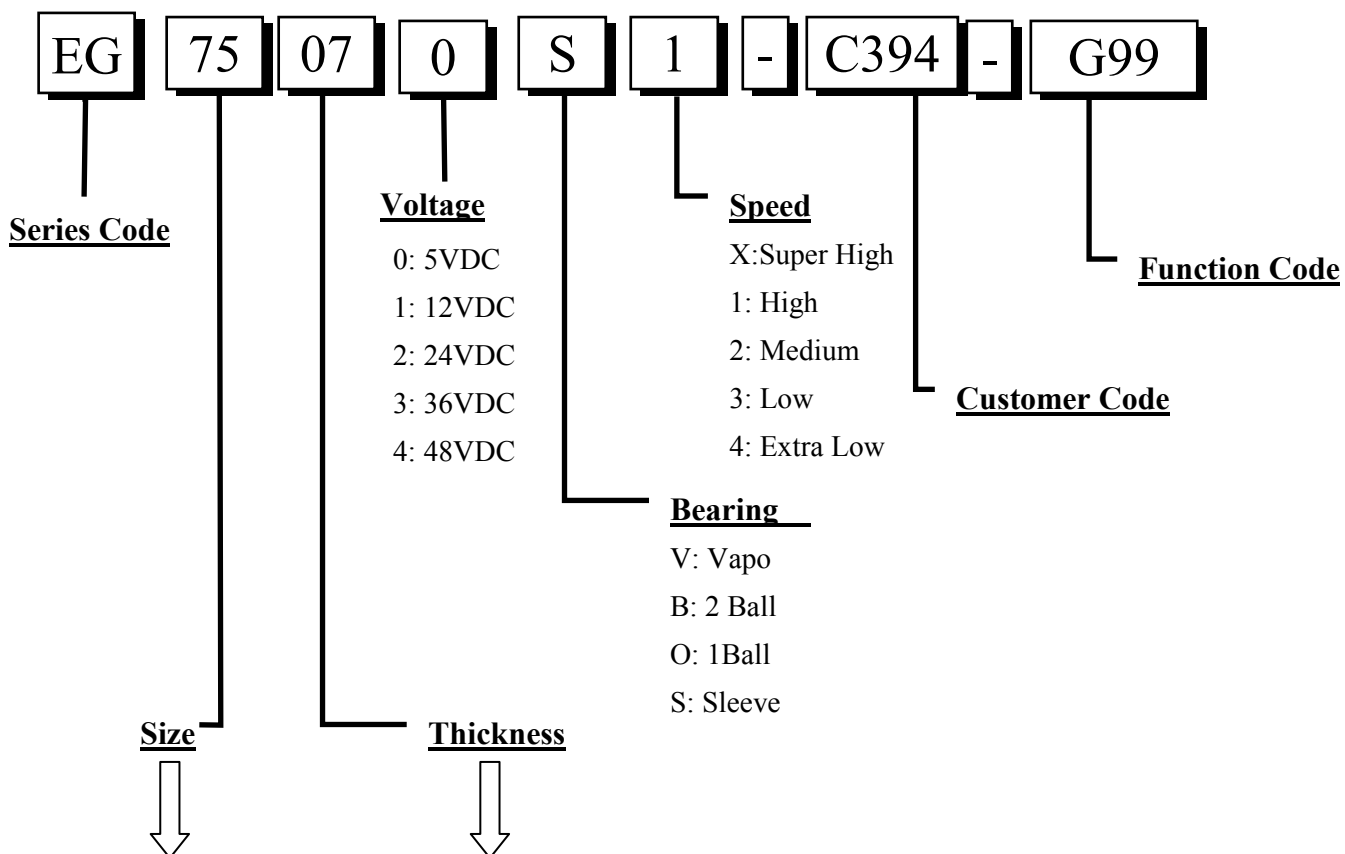 EG 75 07 0 S 1 - C394 - G99
Series Code
Voltage
0: 5VDC
1: 12VDC
2: 24VDC
3: 36VDC
4: 48VDC
Speed
X:Super High
1: High
2: Medium
3: Low
4: Extra Low
Function Code
Customer Code
Bearing
V: Vapo
B: 2 Ball
O: 1Ball
S: Sleeve
Size
Thickness